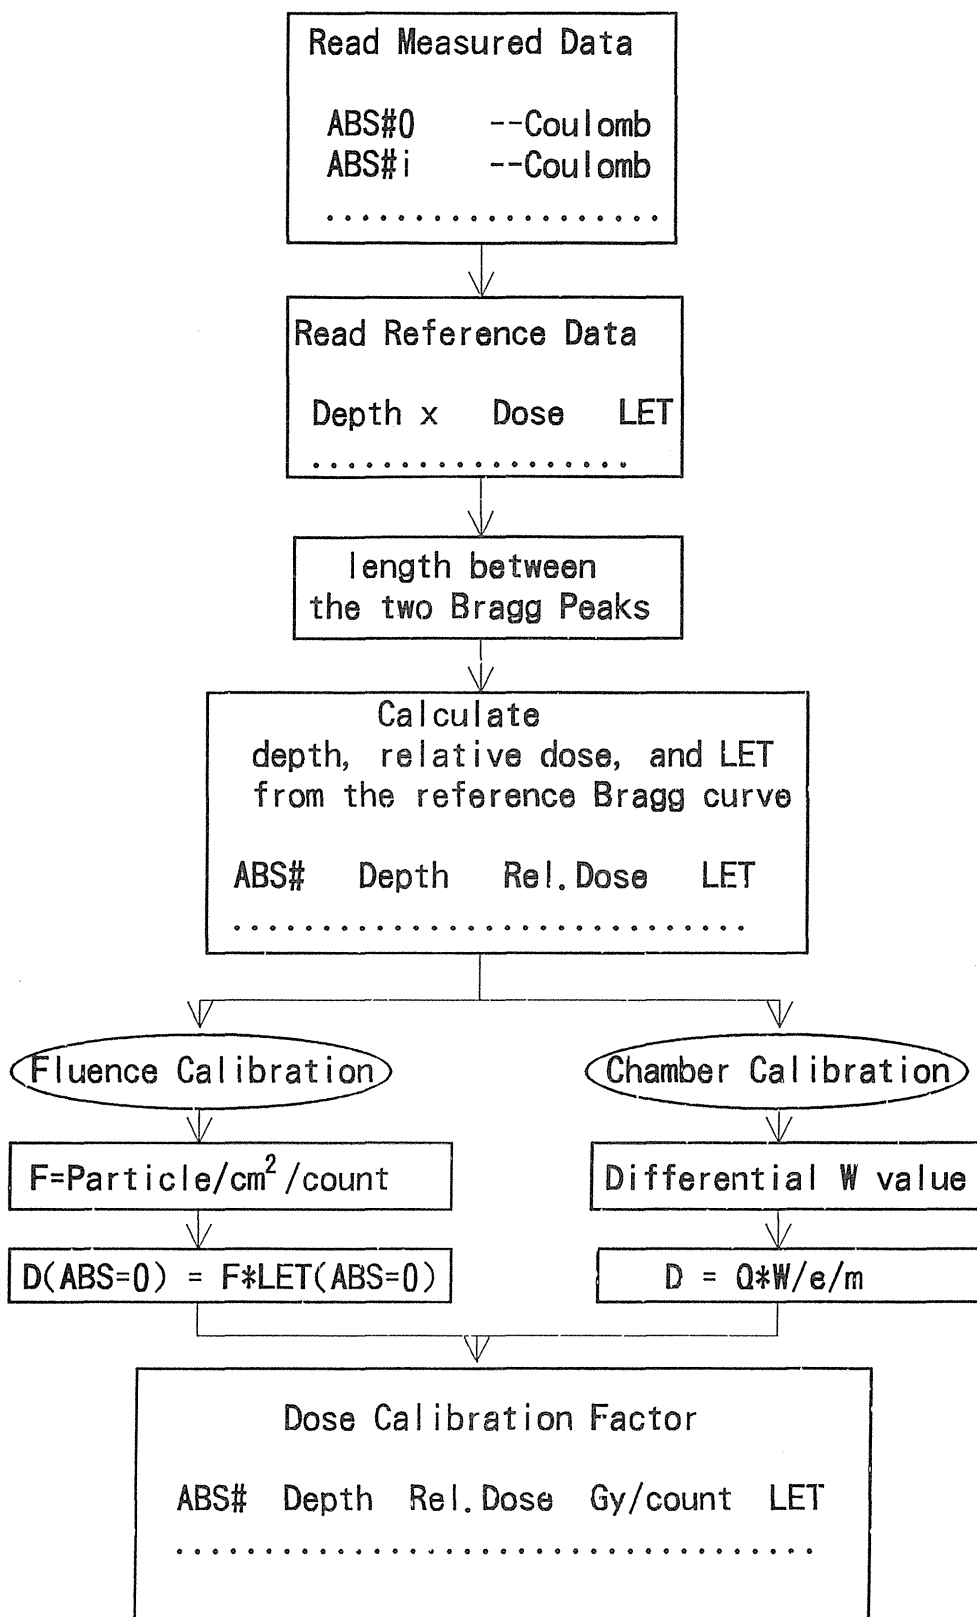 Read Measured Data
ABS#0 --Coulomb
ABS#i --Coulomb
...................
Read Reference Data
Depth x Dose LET
..................
length between
the two Bragg Peaks
Calculate
depth, relative dose, and LET
from the reference Bragg curve
ABS# Depth Rel.Dose LET
.............................
Fluence Calibration
Chamber Calibration
F=Particle/cm²/count
Differential W value
D(ABS=0) = F*LET(ABS=0)
D = Q*W/e/m
Dose Calibration Factor
ABS# Depth Rel.Dose Gy/count LET
....................................